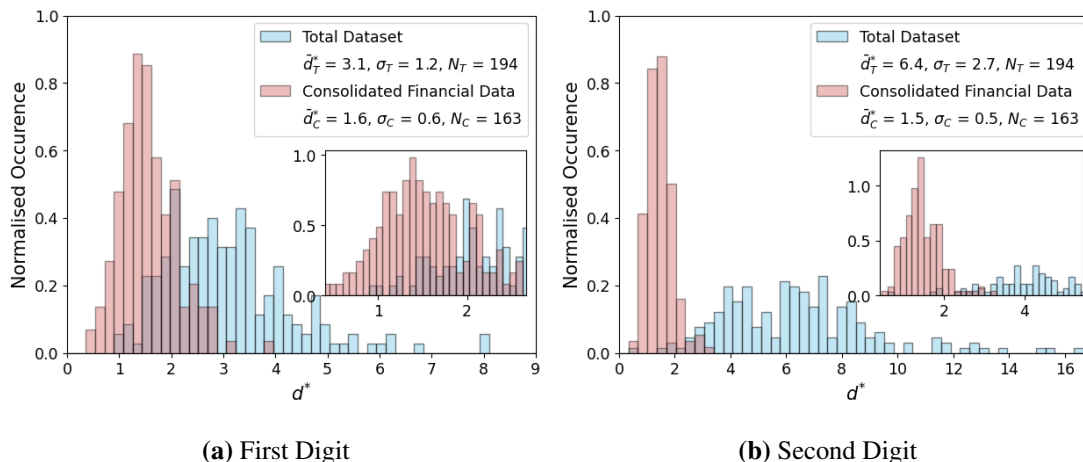 1.0
0.8
0.6
0.4
0.2
0.0
Normalised Occurence
Total Dataset
d̄*_T = 3.1, σ_T = 1.2, N_T = 194
Consolidated Financial Data
d̄*_C = 1.6, σ_C = 0.6, N_C = 163
1.0
0.5
0.0
1 2
0 1 2 3 4 5 6 7 8 9
d*
(a) First Digit
1.0
0.8
0.6
0.4
0.2
0.0
Normalised Occurence
Total Dataset
d̄*_T = 6.4, σ_T = 2.7, N_T = 194
Consolidated Financial Data
d̄*_C = 1.5, σ_C = 0.5, N_C = 163
1.0
0.5
0.0
2 4
0 2 4 6 8 10 12 14 16
d*
(b) Second Digit